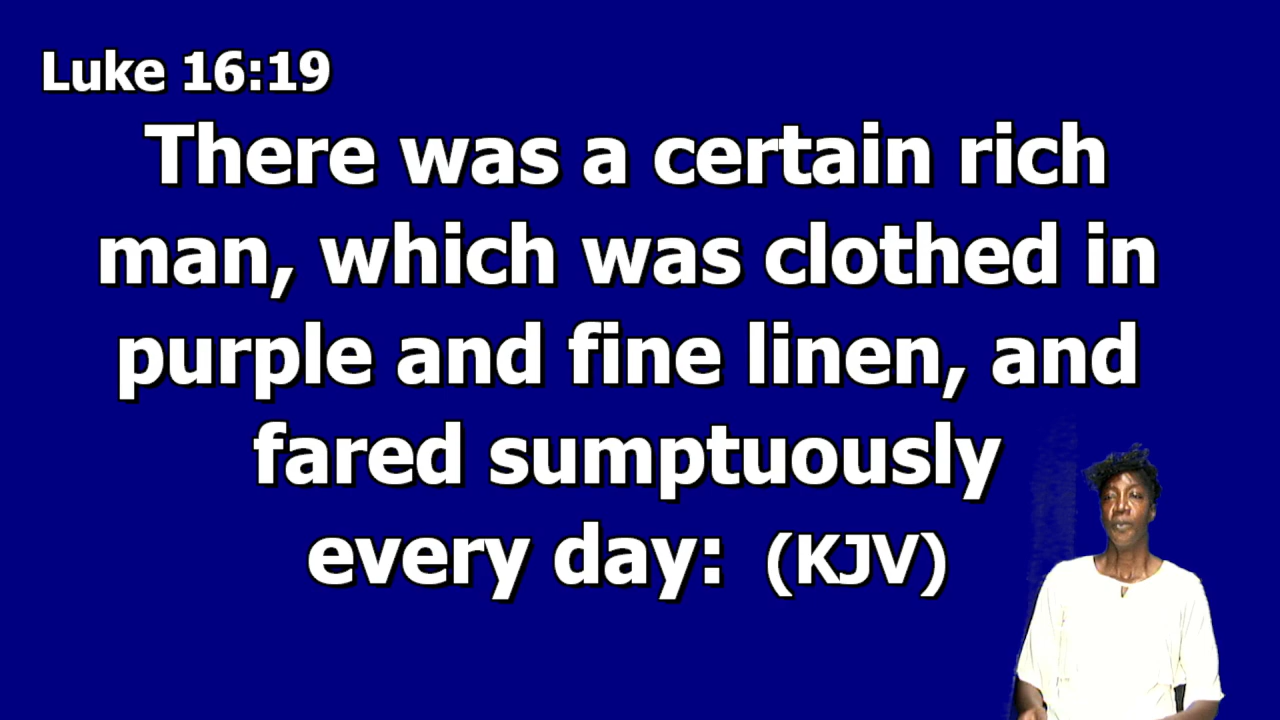 Luke 16:19
There was a certain rich
man, which was clothed in
purple and fine linen, and
fared sumptuously
every day: (KJV)